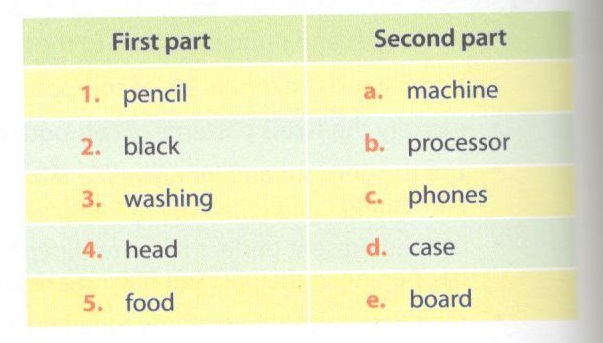 First part Second part
1. pencil a. machine
2. black b. processor
3. washing c. phones
4. head d. case
5. food e. board